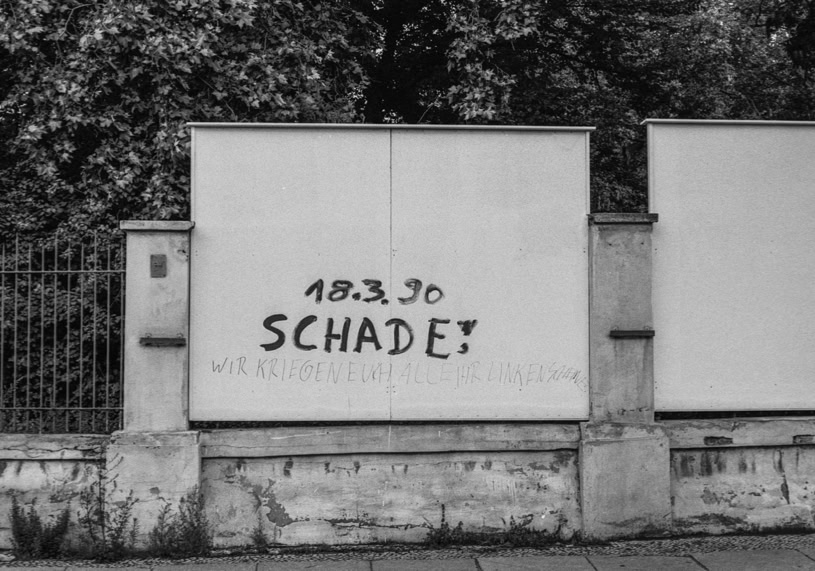 18.3.90
SCHADE!
WIR KRIEGEN EUCH ALLE IHR LINKEN